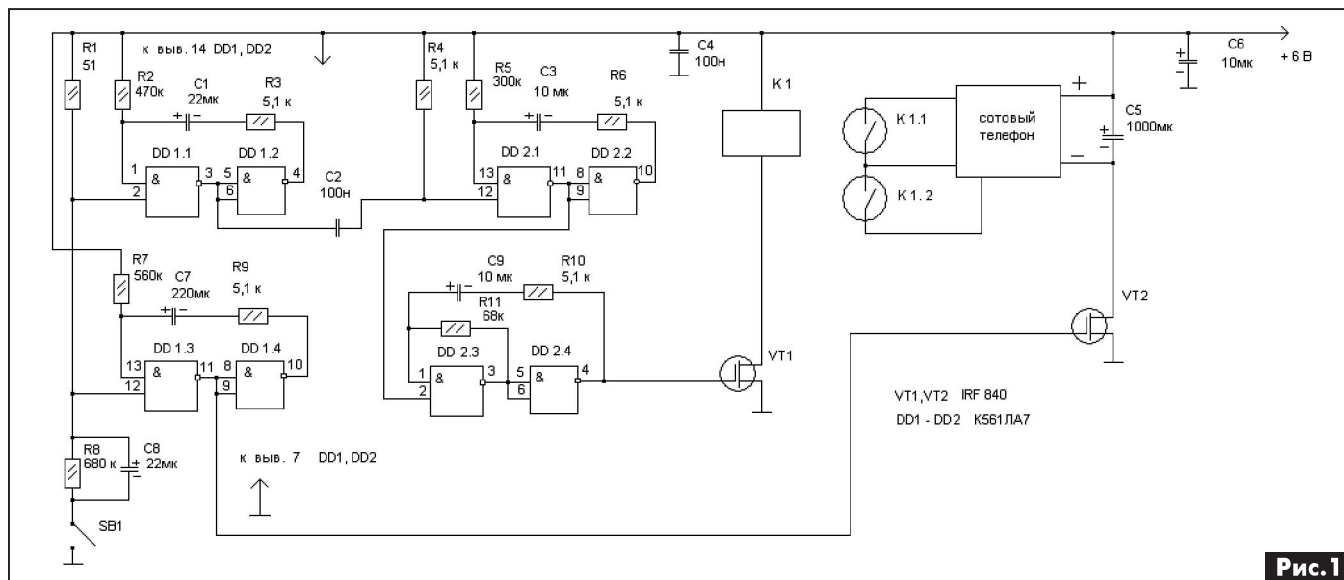 R1
51
к выв. 14 DD1, DD2
R2
470к
C1
22мк
R3
5,1 к
R4
5,1 к
R5
300к
C3
10 мк
R6
5,1 к
C4
100н
К 1
C6
10мк
+ 6 В
+
К 1.1
сотовый
телефон
C5
1000мк
–
К 1. 2
DD 1.1
DD 1.2
1
2
&
3
5
6
&
4
C2
100н
DD 2.1
DD 2.2
13
12
&
11
8
9
&
10
R7
560к
C7
220мк
R9
5,1 к
C9
10 мк
R10
5,1 к
R11
68к
DD 1.3
DD 1.4
13
12
&
11
8
9
&
10
DD 2.3
DD 2.4
1
2
&
3
5
6
&
4
VT1
VT2
VT1,VT2 IRF 840
DD1 - DD2 К561ЛА7
R8
680 к
C8
22мк
+
–
к выв. 7 DD1, DD2
SB1
Рис.1